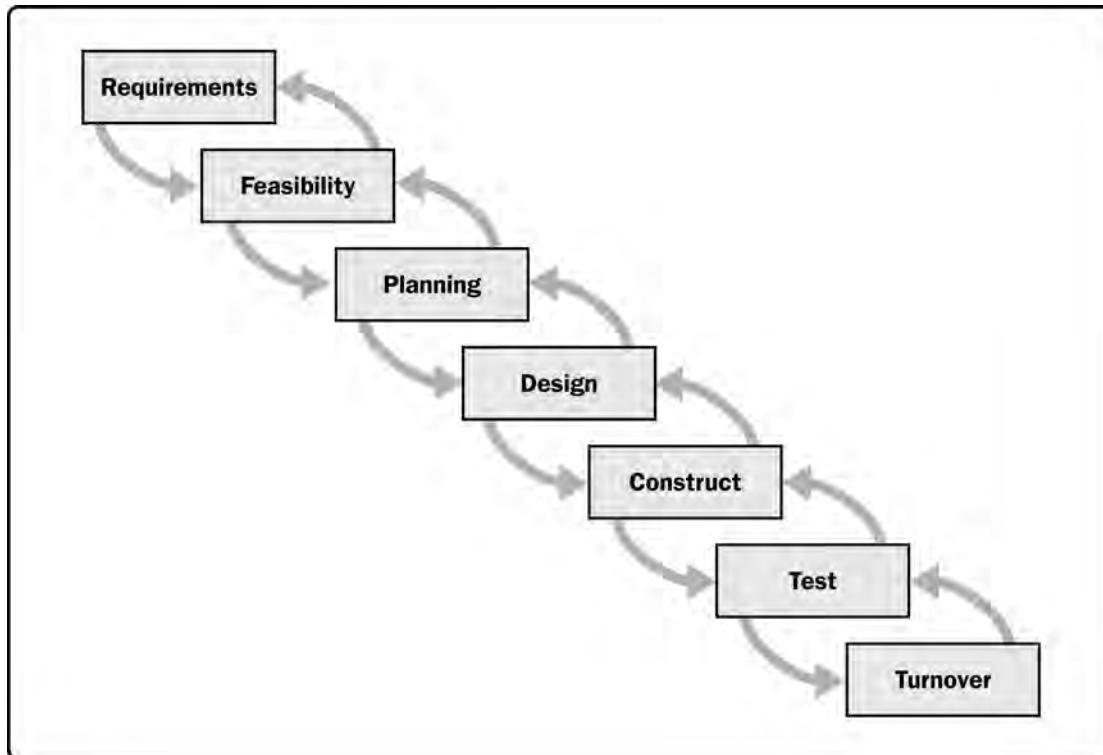 Requirements
Feasibility
Planning
Design
Construct
Test
Turnover